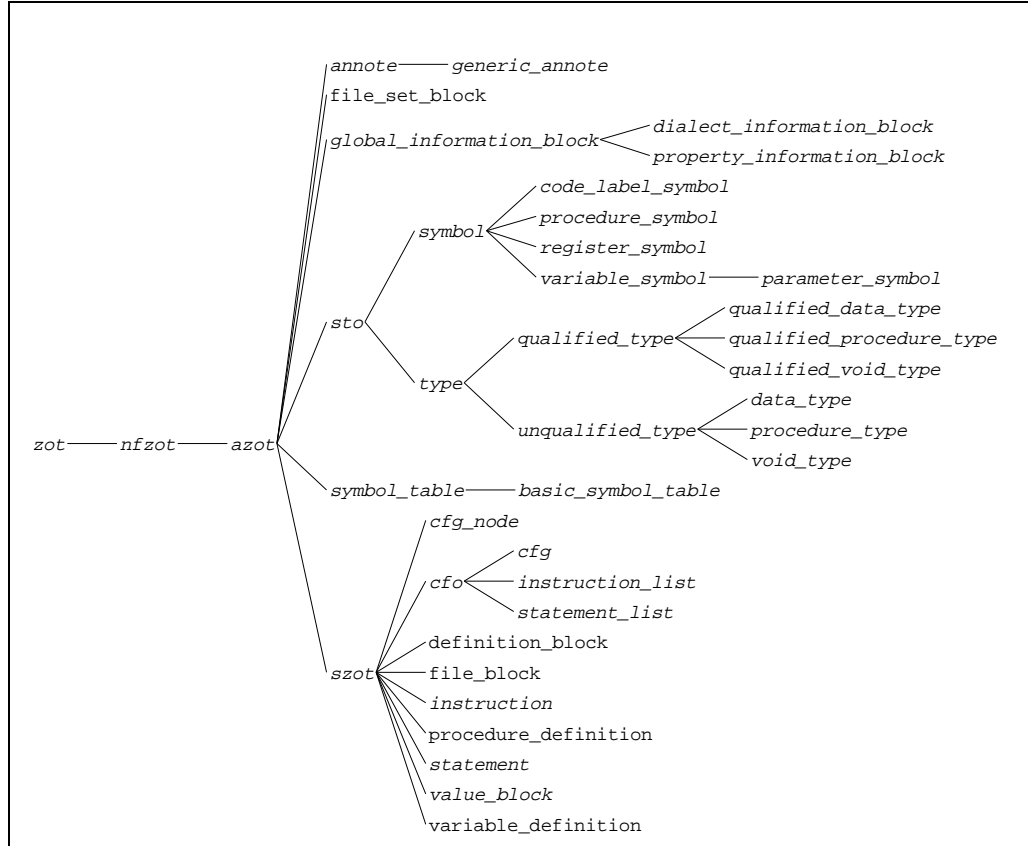 annote generic_annote
file_set_block
dialect_information_block
global_information_block
property_information_block
code_label_symbol
procedure_symbol
symbol
register_symbol
variable_symbol parameter_symbol
qualified_data_type
sto
qualified_type qualified_procedure_type
qualified_void_type
type
data_type
unqualified_type procedure_type
zot nfzot azot
void_type
symbol_table basic_symbol_table
cfg_node
cfg
cfo instruction_list
statement_list
definition_block
szot file_block
instruction
procedure_definition
statement
value_block
variable_definition